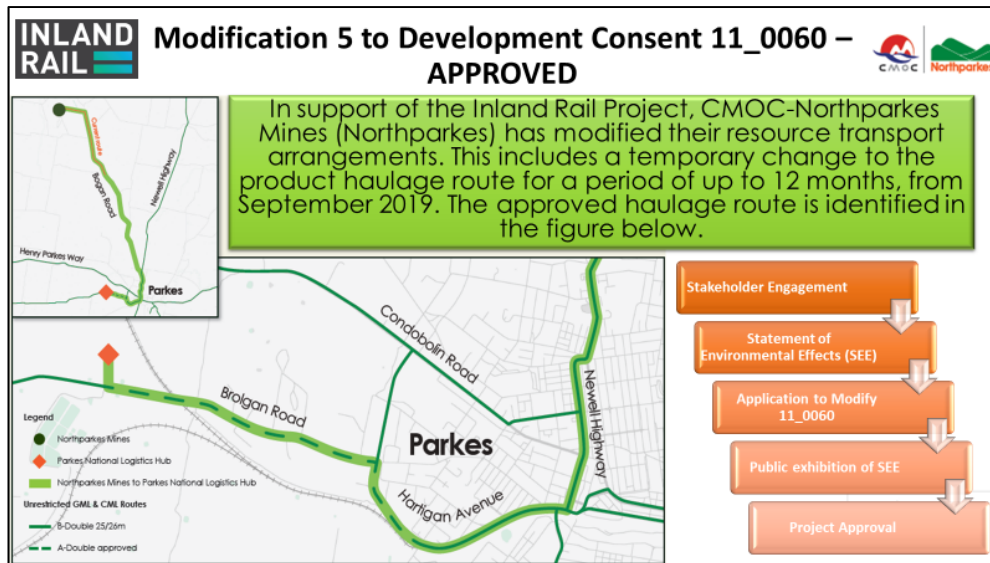 INLAND
RAIL
Modification 5 to Development Consent 11_0060 –
APPROVED
CMOC
Northparkes
In support of the Inland Rail Project, CMOC-Northparkes
Mines (Northparkes) has modified their resource transport
arrangements. This includes a temporary change to the
product haulage route for a period of up to 12 months, from
September 2019. The approved haulage route is identified in
the figure below.
Current route
Bogan Road
Newell Highway
Henry Parkes Way
Parkes
Condobolin Road
Brolgan Road
Parkes
Newell Highway
Hartigan Avenue
Legend
Northparkes Mines
Parkes National Logistics Hub
Northparkes Mines to Parkes National Logistics Hub
Unrestricted GML & CML Routes
B-Double 25/26m
A-Double approved
Stakeholder Engagement
Statement of
Environmental Effects (SEE)
Application to Modify
11_0060
Public exhibition of SEE
Project Approval